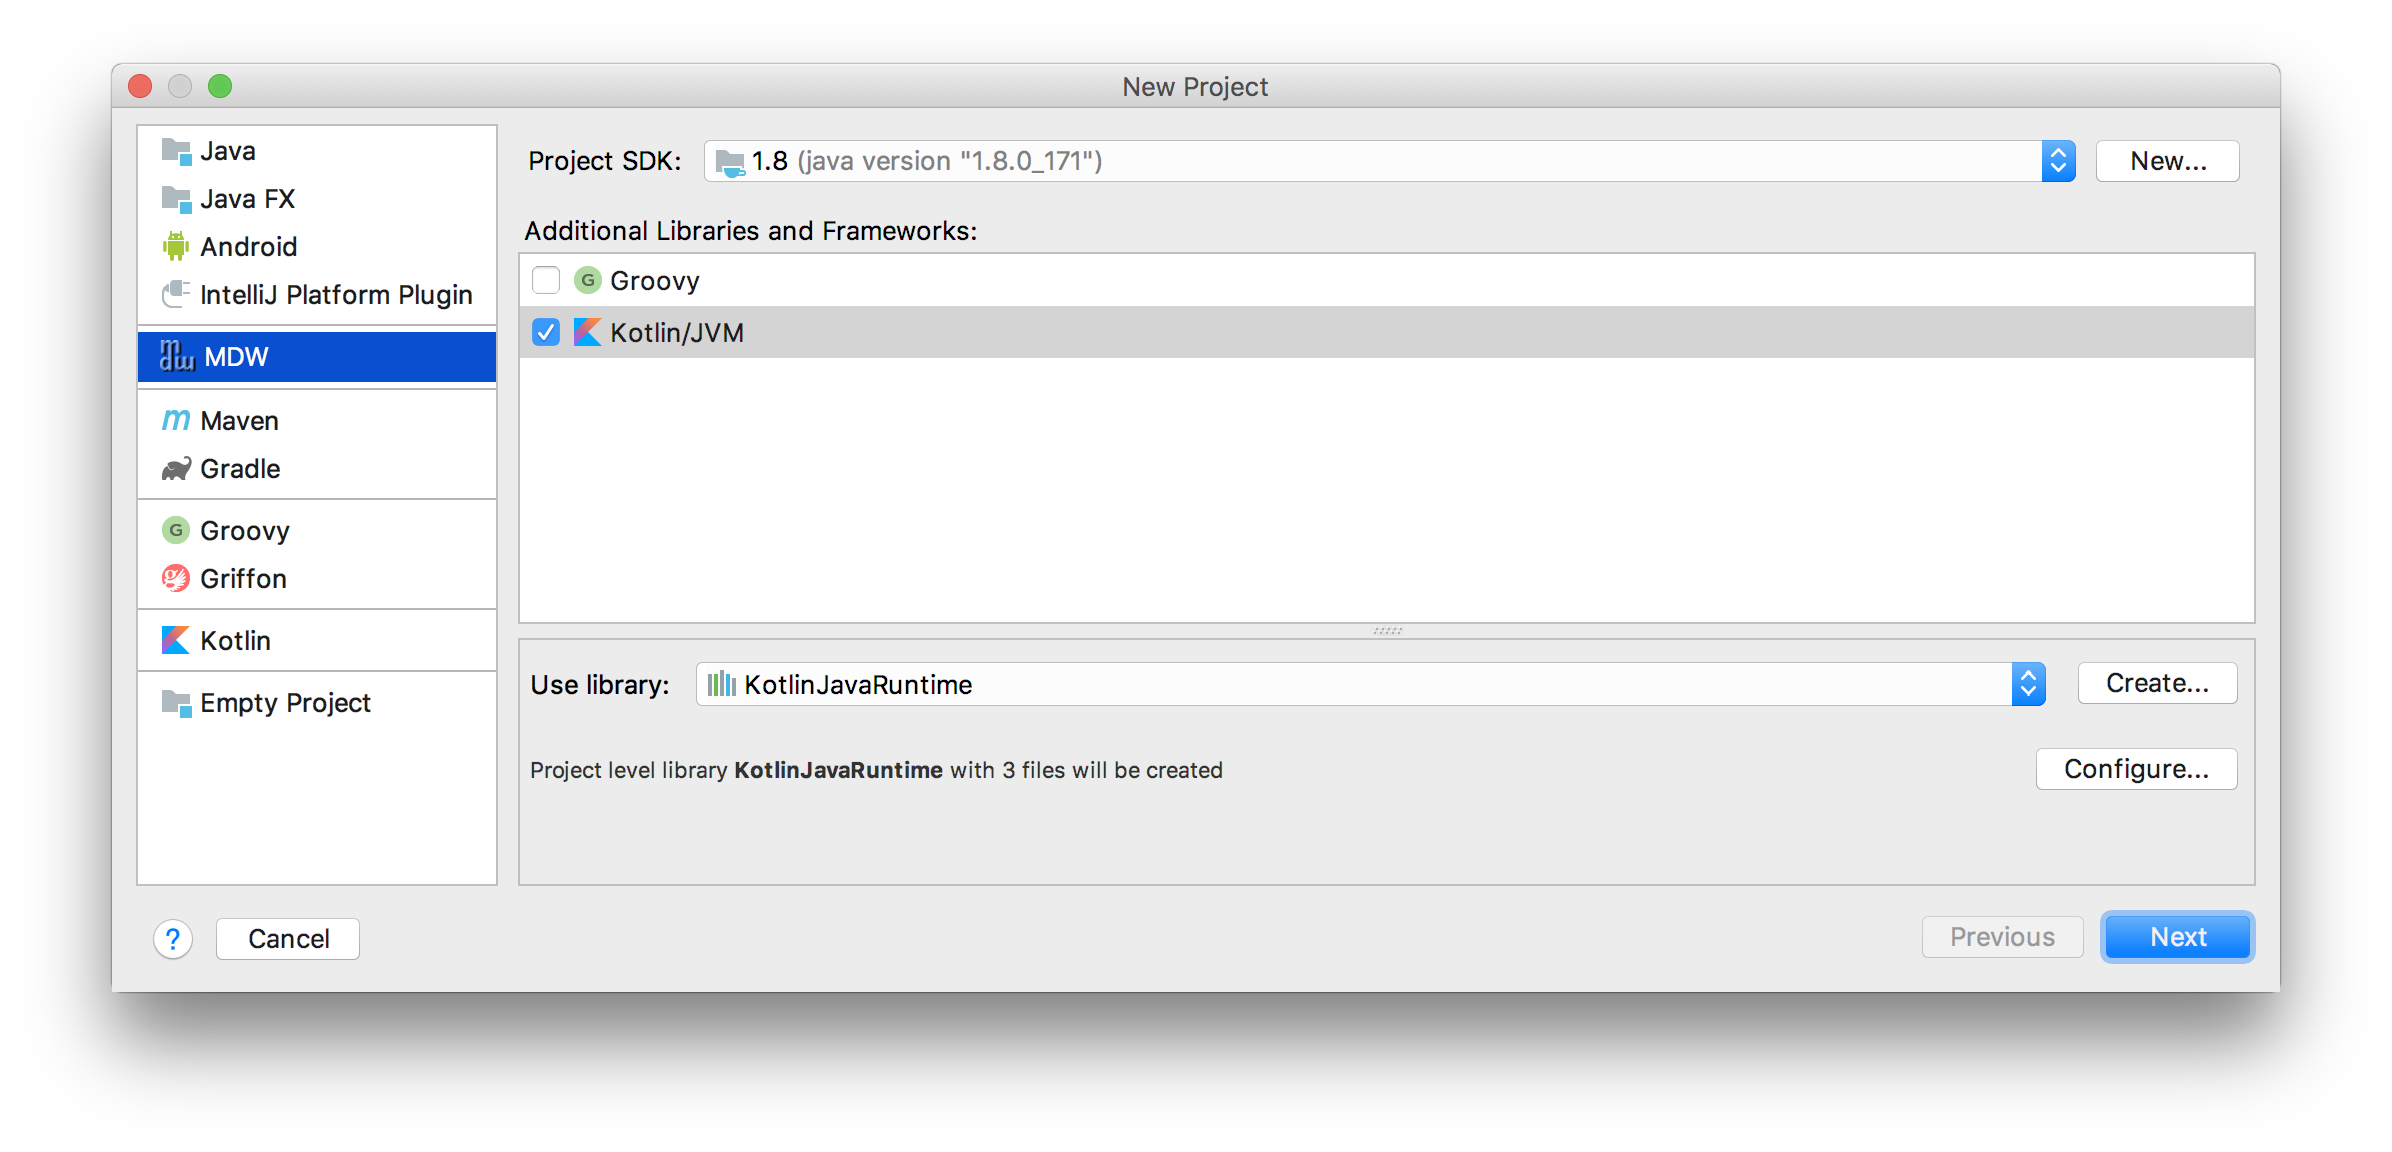 New Project
Java
Java FX
Android
IntelliJ Platform Plugin
mdw MDW
m Maven
Gradle
G Groovy
Griffon
Kotlin
Empty Project
Project SDK: 1.8 (java version "1.8.0_171") New...
Additional Libraries and Frameworks:
G Groovy
Kotlin/JVM
Use library: KotlinJavaRuntime Create...
Project level library KotlinJavaRuntime with 3 files will be created Configure...
? Cancel Previous Next